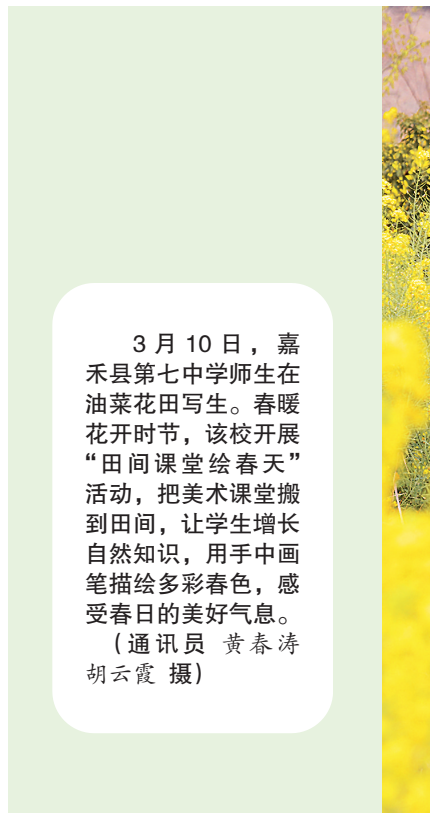 3月10日，嘉
禾县第七中学师生在
油菜花田写生。春暖
花开时节，该校开展
“田间课堂绘春天”
活动，把美术课堂搬
到田间，让学生增长
自然知识，用手中画
笔描绘多彩春色，感
受春日的美好气息。
（通讯员 黄春涛
胡云霞 摄）